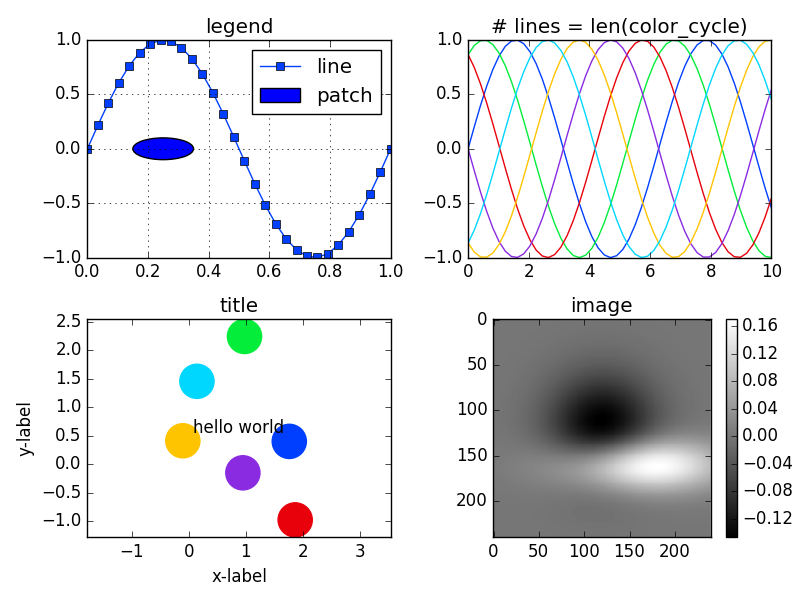 legend
1.0
0.5
0.0
−0.5
−1.0
0.0 0.2 0.4 0.6 0.8 1.0
line
patch
# lines = len(color_cycle)
1.0
0.5
0.0
−0.5
−1.0
0 2 4 6 8 10
title
2.5
2.0
1.5
1.0
0.5
0.0
−0.5
−1.0
y-label
hello world
−1 0 1 2 3
x-label
image
0
50
100
150
200
0 50 100 150 200
0.16
0.12
0.08
0.04
0.00
−0.04
−0.08
−0.12